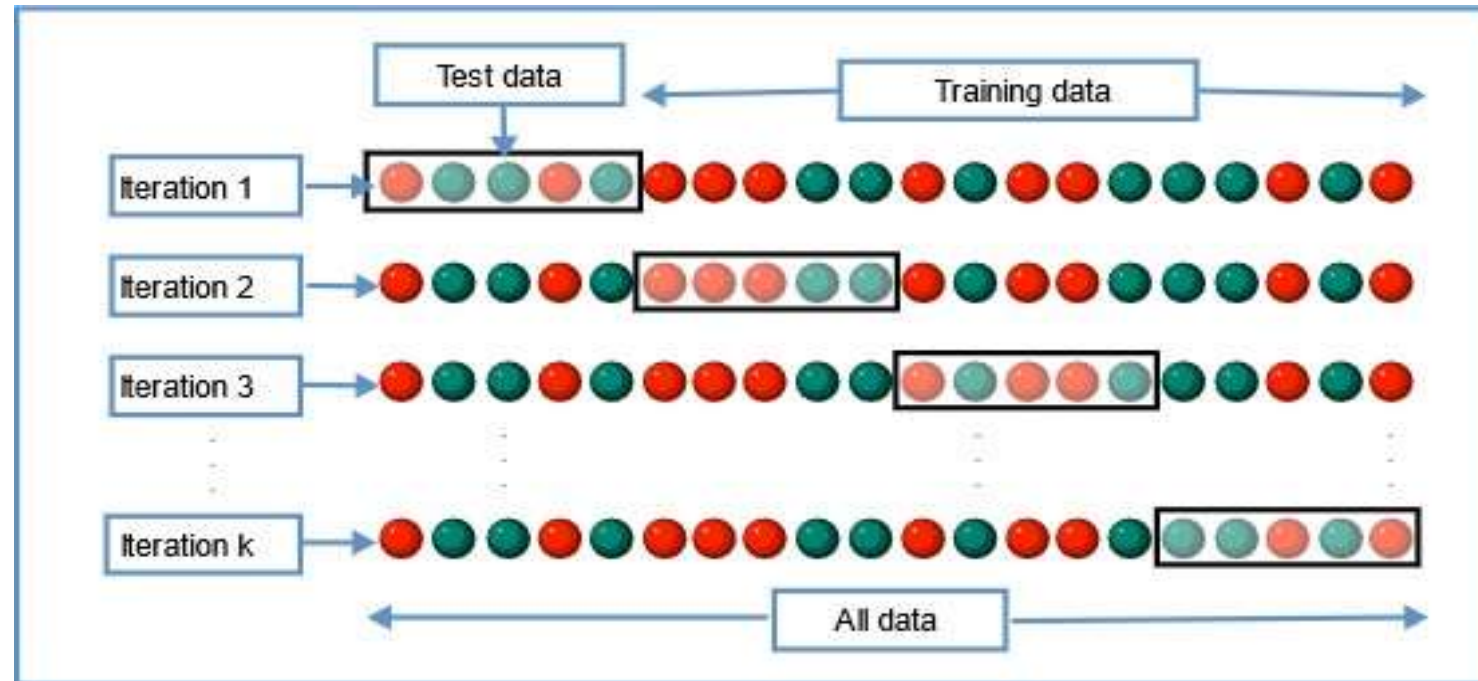 Test data
Training data
Iteration 1
Iteration 2
Iteration 3
Iteration k
All data